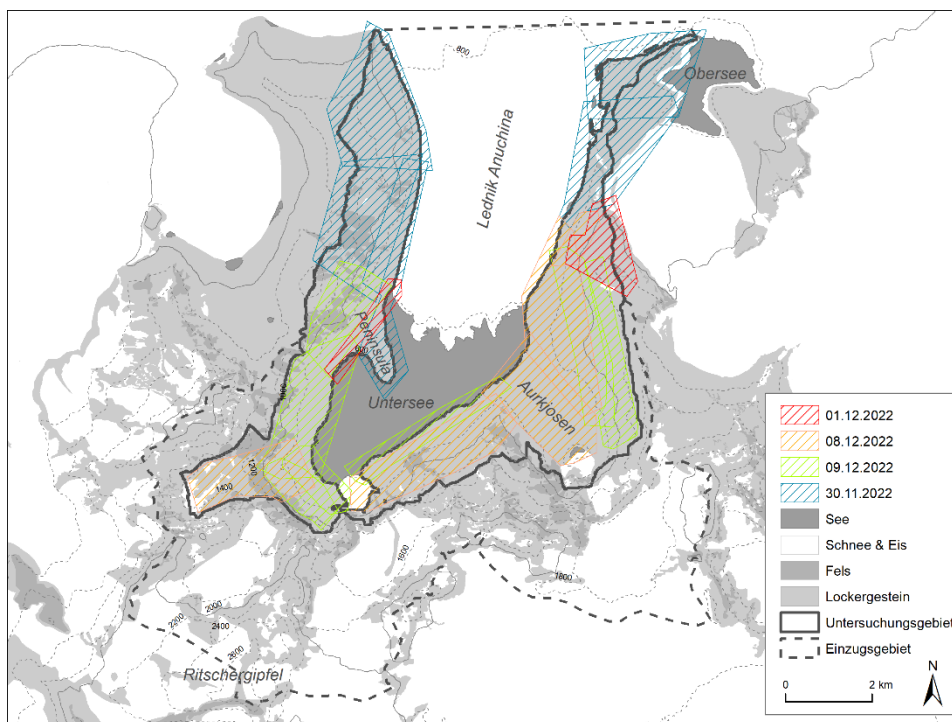 800
Obersee
Lednik Anuchina
Peninsula
600
Untersee
Aurkjosen
1200
1400
1600
1800
2000
2200
2400
2600
Ritschergipfel
01.12.2022
08.12.2022
09.12.2022
30.11.2022
See
Schnee & Eis
Fels
Lockergestein
Untersuchungsgebiet
Einzugsgebiet
N
0 2 km